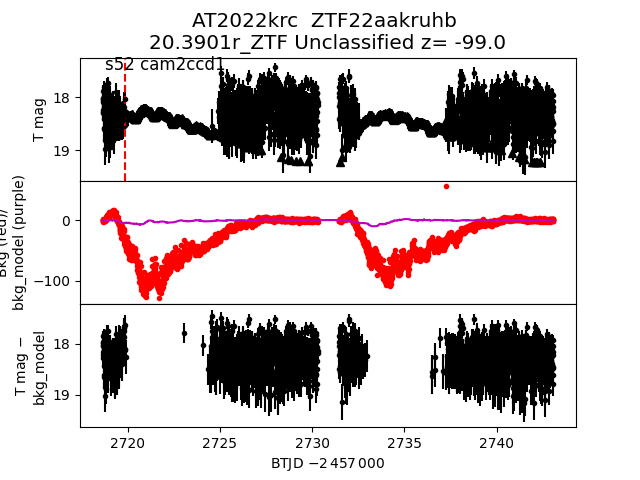 AT2022krc  ZTF22aakruhb
20.3901r_ZTF Unclassified z= -99.0
s52 cam2ccd1
T mag
18
19
Bkg (red)/
bkg_model (purple)
0
−100
T mag −
bkg_model
18
19
2720 2725 2730 2735 2740
BTJD −2 457 000